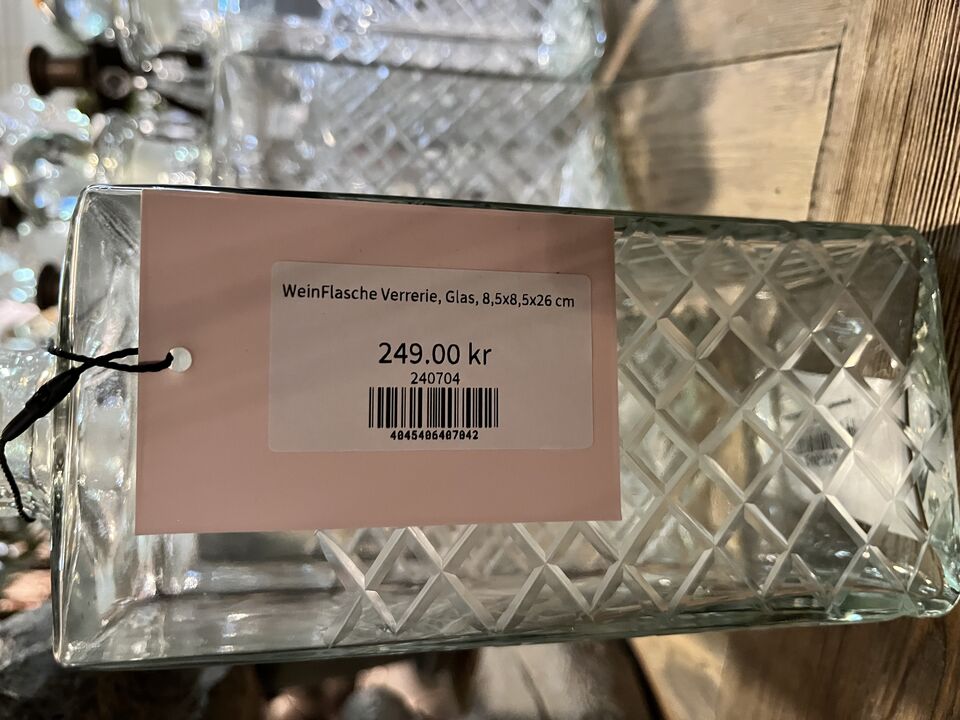 WeinFlasche Verrerie, Glas, 8,5x8,5x26 cm
249.00 kr
240704
4045406407042